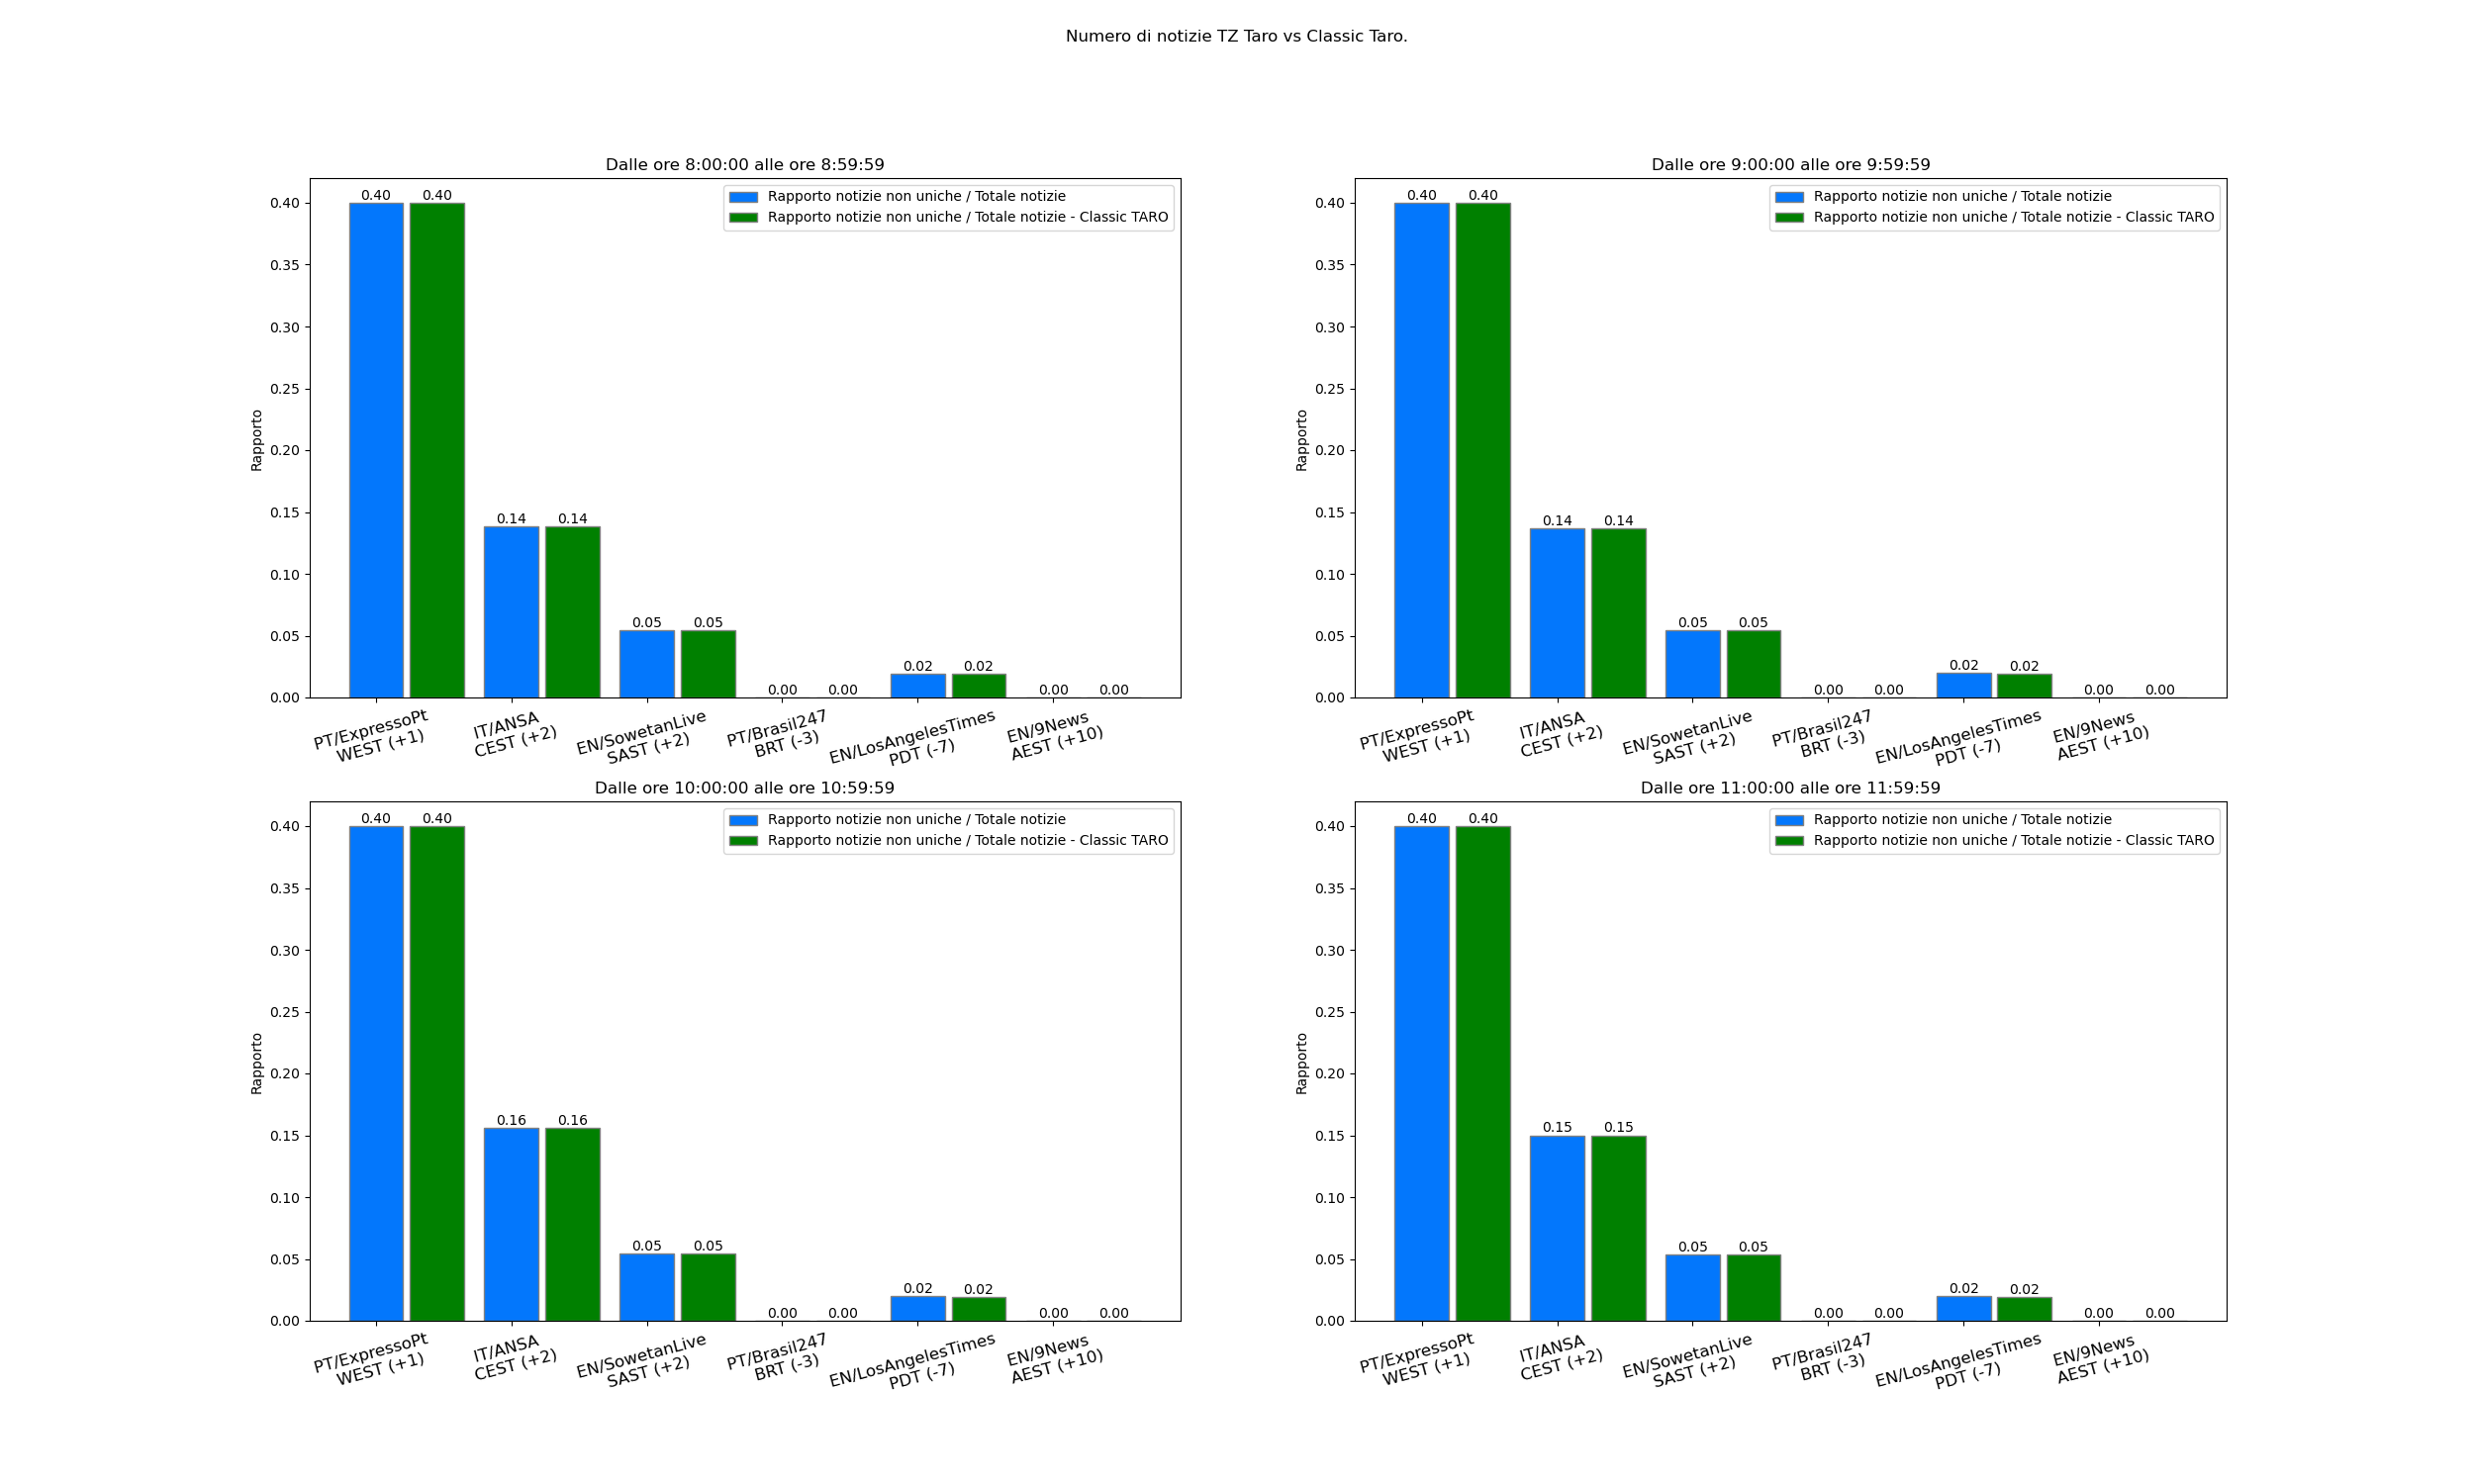 Numero di notizie TZ Taro vs Classic Taro.
Dalle ore 8:00:00 alle ore 8:59:59
Rapporto notizie non uniche / Totale notizie
Rapporto notizie non uniche / Totale notizie - Classic TARO
Rapporto
0.40
0.35
0.30
0.25
0.20
0.15
0.10
0.05
0.00
0.40 0.40
0.14 0.14
0.05 0.05
0.00 0.00
0.02 0.02
0.00 0.00
PT/ExpressoPt
WEST (+1)
IT/ANSA
CEST (+2)
EN/SowetanLive
SAST (+2)
PT/Brasil247
BRT (-3)
EN/LosAngelesTimes
PDT (-7)
EN/9News
AEST (+10)
Dalle ore 9:00:00 alle ore 9:59:59
Rapporto notizie non uniche / Totale notizie
Rapporto notizie non uniche / Totale notizie - Classic TARO
Rapporto
0.40
0.35
0.30
0.25
0.20
0.15
0.10
0.05
0.00
0.40 0.40
0.14 0.14
0.05 0.05
0.00 0.00
0.02 0.02
0.00 0.00
PT/ExpressoPt
WEST (+1)
IT/ANSA
CEST (+2)
EN/SowetanLive
SAST (+2)
PT/Brasil247
BRT (-3)
EN/LosAngelesTimes
PDT (-7)
EN/9News
AEST (+10)
Dalle ore 10:00:00 alle ore 10:59:59
Rapporto notizie non uniche / Totale notizie
Rapporto notizie non uniche / Totale notizie - Classic TARO
Rapporto
0.40
0.35
0.30
0.25
0.20
0.15
0.10
0.05
0.00
0.40 0.40
0.16 0.16
0.05 0.05
0.00 0.00
0.02 0.02
0.00 0.00
PT/ExpressoPt
WEST (+1)
IT/ANSA
CEST (+2)
EN/SowetanLive
SAST (+2)
PT/Brasil247
BRT (-3)
EN/LosAngelesTimes
PDT (-7)
EN/9News
AEST (+10)
Dalle ore 11:00:00 alle ore 11:59:59
Rapporto notizie non uniche / Totale notizie
Rapporto notizie non uniche / Totale notizie - Classic TARO
Rapporto
0.40
0.35
0.30
0.25
0.20
0.15
0.10
0.05
0.00
0.40 0.40
0.15 0.15
0.05 0.05
0.00 0.00
0.02 0.02
0.00 0.00
PT/ExpressoPt
WEST (+1)
IT/ANSA
CEST (+2)
EN/SowetanLive
SAST (+2)
PT/Brasil247
BRT (-3)
EN/LosAngelesTimes
PDT (-7)
EN/9News
AEST (+10)